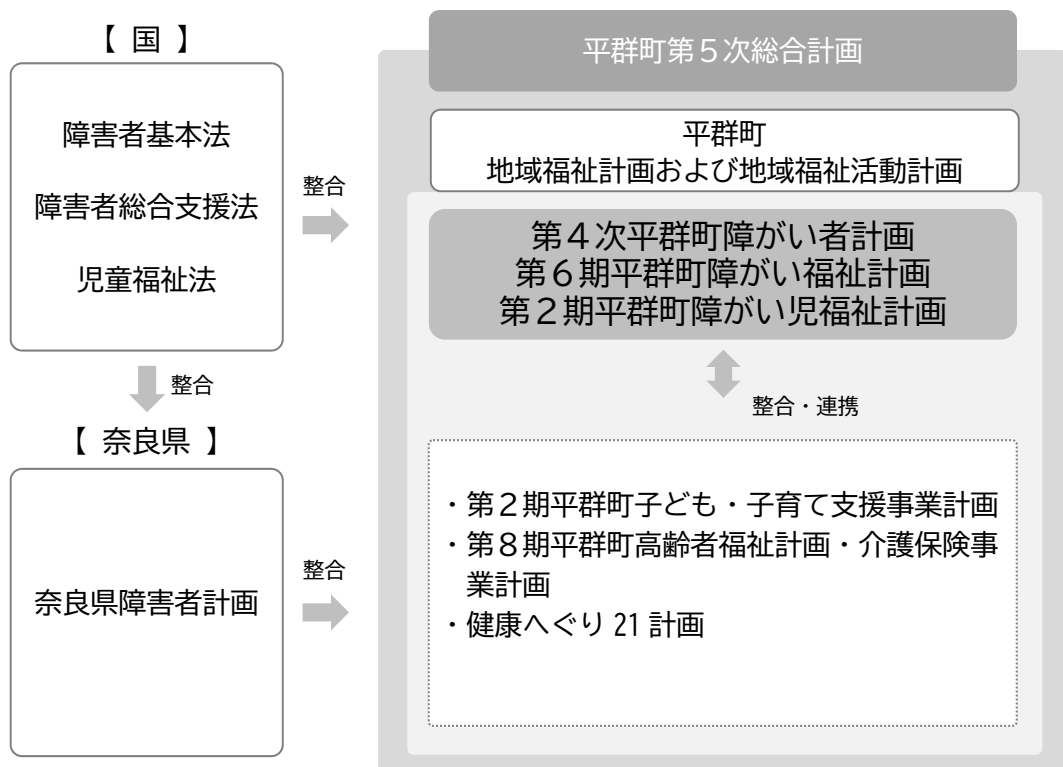 【 国 】
障害者基本法
障害者総合支援法
児童福祉法
整合
整合
【 奈良県 】
奈良県障害者計画
整合
平群町第５次総合計画
平群町
地域福祉計画および地域福祉活動計画
第４次平群町障がい者計画
第６期平群町障がい福祉計画
第２期平群町障がい児福祉計画
整合・連携
・第２期平群町子ども・子育て支援事業計画
・第８期平群町高齢者福祉計画・介護保険事
業計画
・健康へぐり 21 計画